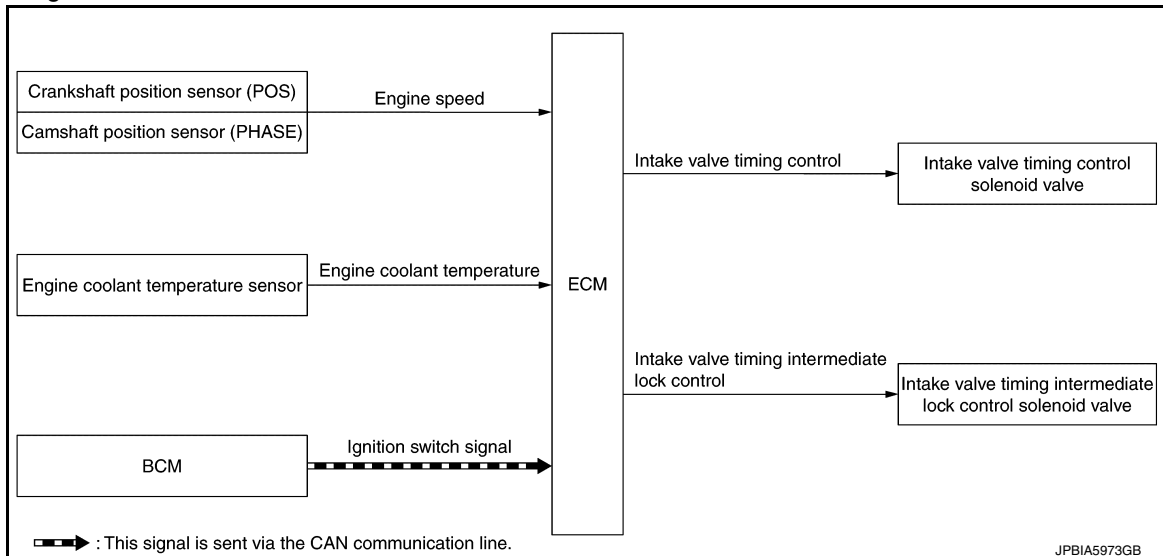 Crankshaft position sensor (POS)
Camshaft position sensor (PHASE)
Engine speed
Engine coolant temperature sensor
Engine coolant temperature
BCM
Ignition switch signal
ECM
Intake valve timing control
Intake valve timing control
solenoid valve
Intake valve timing intermediate
lock control
Intake valve timing intermediate
lock control solenoid valve
: This signal is sent via the CAN communication line.
JPBIA5973GB